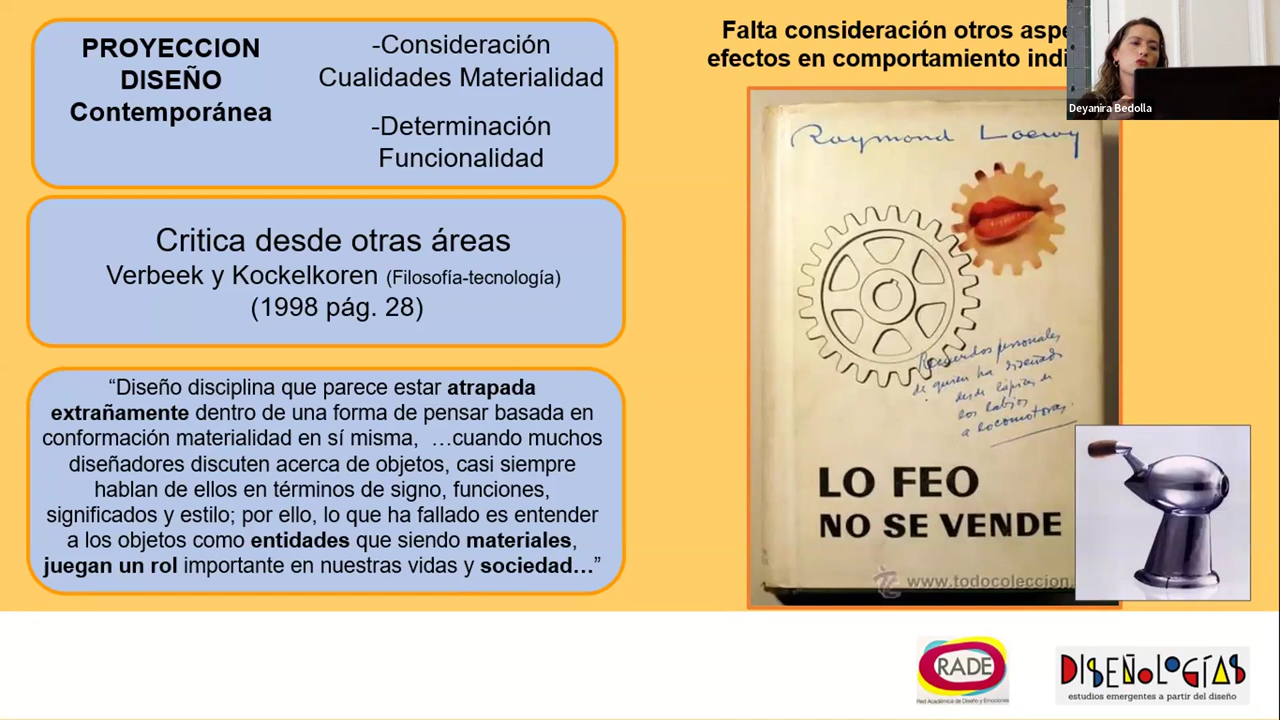 PROYECCION
DISEÑO
Contemporánea
-Consideración
Cualidades Materialidad
-Determinación
Funcionalidad
Critica desde otras áreas
Verbeek y Kockelkoren (Filosofía-tecnología)
(1998 pág. 28)
“Diseño disciplina que parece estar atrapada
extrañamente dentro de una forma de pensar basada en
conformación materialidad en sí misma, …cuando muchos
diseñadores discuten acerca de objetos, casi siempre
hablan de ellos en términos de signo, funciones,
significados y estilo; por ello, lo que ha fallado es entender
a los objetos como entidades que siendo materiales,
juegan un rol importante en nuestras vidas y sociedad…”
Falta consideración otros
efectos en comportamiento
Deyanira Bedolla
Raymond Loewy
Recuerdos personales
de quien ha diseñado
desde lápices de
los labios
a locomotoras.
LO FEO
NO SE VENDE
www.todocoleccion.
RADE
Red Académica de Diseño y Emociones
DISEÑOLOGÍAS
estudios emergentes a partir del diseño